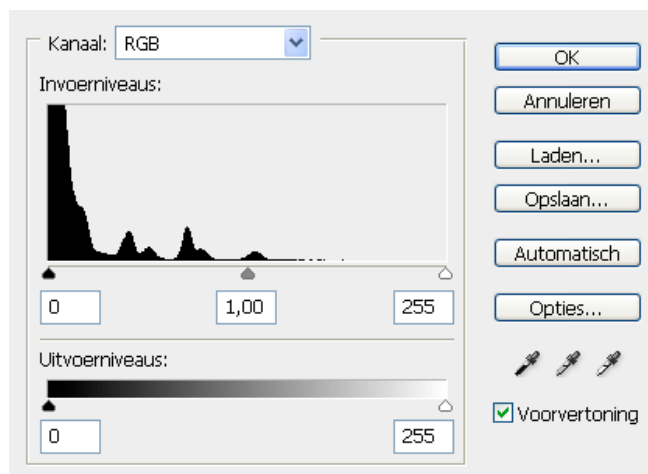 Kanaal: RGB
Invoerniveaus:
0 1,00 255
Uitvoerniveaus:
0 255
OK
Annuleren
Laden...
Opslaan...
Automatisch
Opties...
Voorvertoning